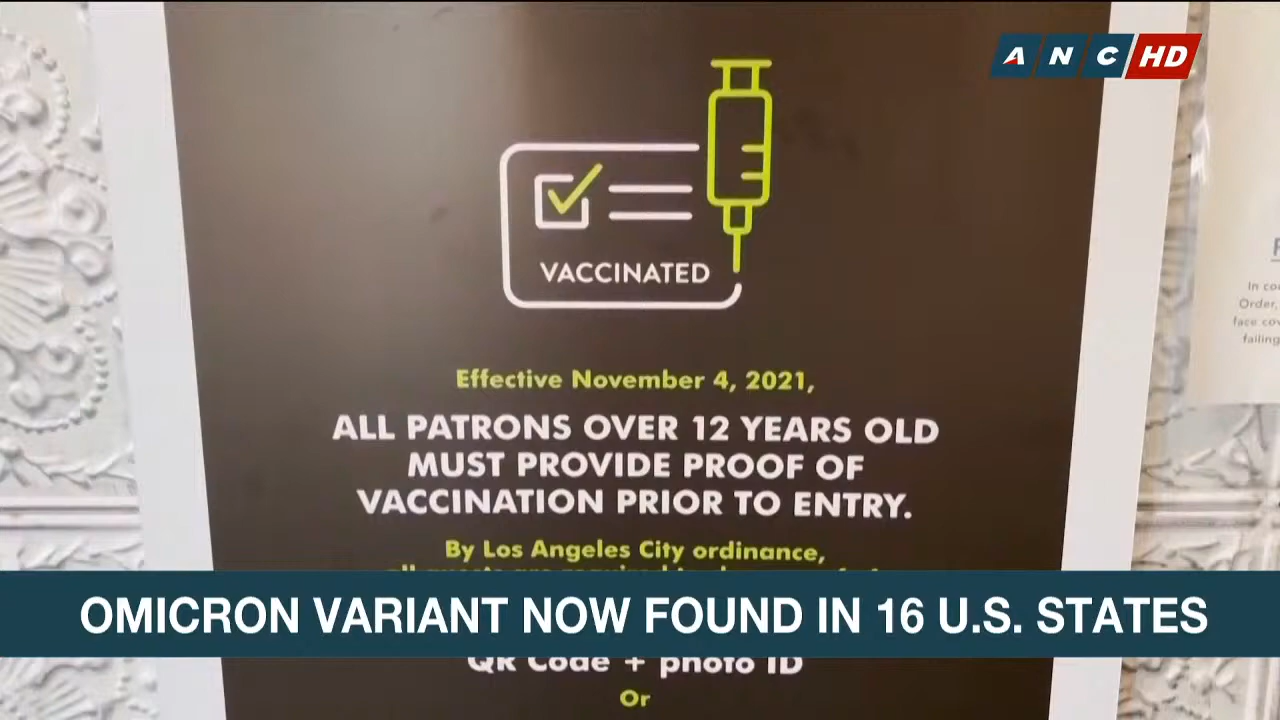 ANC HD
VACCINATED
Effective November 4, 2021,
ALL PATRONS OVER 12 YEARS OLD
MUST PROVIDE PROOF OF
VACCINATION PRIOR TO ENTRY.
By Los Angeles City ordinance,
OMICRON VARIANT NOW FOUND IN 16 U.S. STATES
QR Code + photo ID
Or
Order,
failing